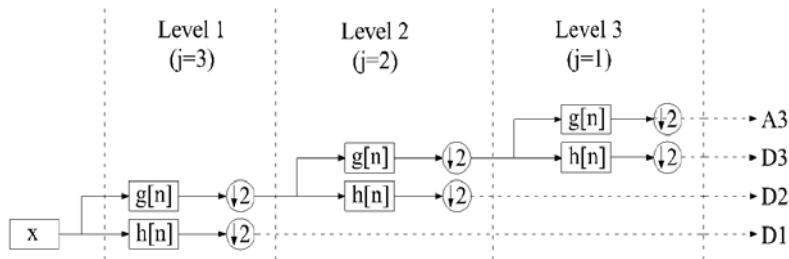 Level 1 Level 2 Level 3
(j=3) (j=2) (j=1)
g[n] ↓2 A3
g[n] ↓2 h[n] ↓2 D3
g[n] ↓2 h[n] ↓2 D2
x h[n] ↓2 D1